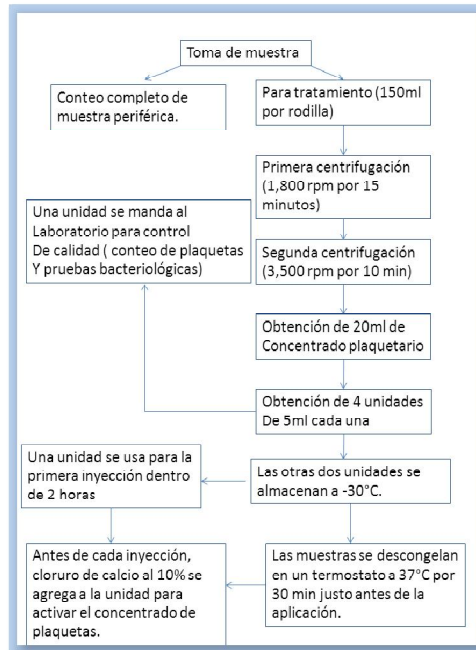 Toma de muestra
Conteo completo de
muestra periférica.
Para tratamiento (150ml
por rodilla)
Primera centrifugación
(1,800 rpm por 15
minutos)
Una unidad se manda al
Laboratorio para control
De calidad ( conteo de plaquetas
Y pruebas bacteriológicas)
Segunda centrifugación
(3,500 rpm por 10 min)
Obtención de 20ml de
Concentrado plaquetario
Obtención de 4 unidades
De 5ml cada una
Una unidad se usa para la
primera inyección dentro
de 2 horas
Las otras dos unidades se
almacenan a -30°C.
Antes de cada inyección,
cloruro de calcio al 10% se
agrega a la unidad para
activar el concentrado de
plaquetas.
Las muestras se descongelan
en un termostato a 37°C por
30 min justo antes de la
aplicación.